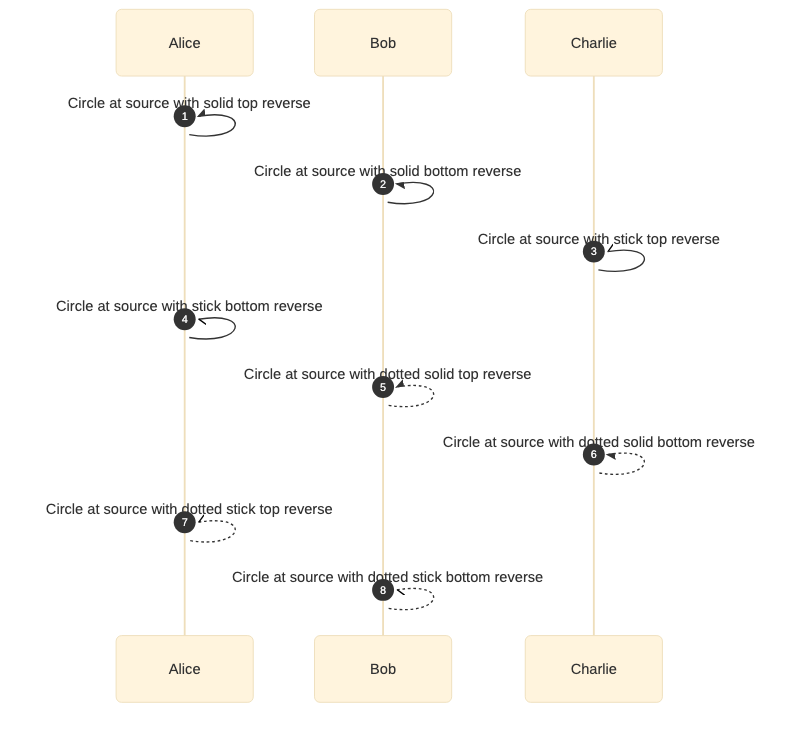 Alice
Bob
Charlie
Circle at source with solid top reverse
1
Circle at source with solid bottom reverse
2
Circle at source with stick top reverse
3
Circle at source with stick bottom reverse
4
Circle at source with dotted solid top reverse
5
Circle at source with dotted solid bottom reverse
6
Circle at source with dotted stick top reverse
7
Circle at source with dotted stick bottom reverse
8
Alice
Bob
Charlie